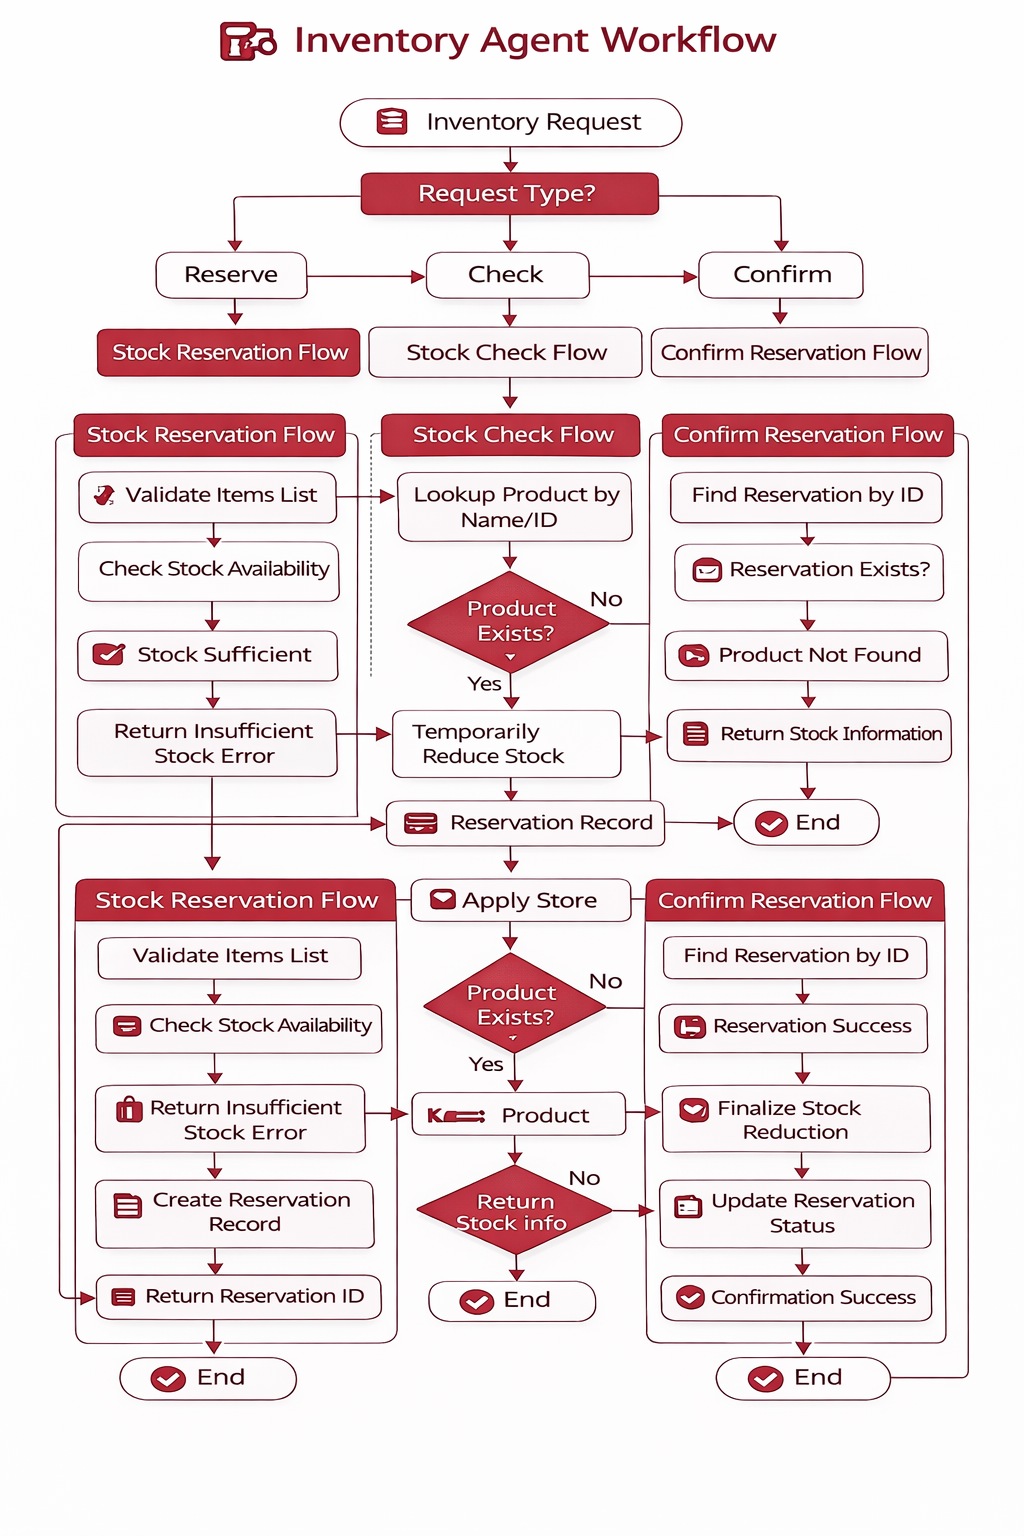 Inventory Agent Workflow
Inventory Request
Request Type?
Reserve
Check
Confirm
Stock Reservation Flow
Stock Check Flow
Confirm Reservation Flow
Stock Reservation Flow
Validate Items List
Check Stock Availability
Stock Sufficient
Return Insufficient
Stock Error
Stock Check Flow
Lookup Product by
Name/ID
Product
Exists?
No
Yes
Temporarily
Reduce Stock
Reservation Record
Confirm Reservation Flow
Find Reservation by ID
Reservation Exists?
Product Not Found
Return Stock Information
End
Stock Reservation Flow
Validate Items List
Check Stock Availability
Return Insufficient
Stock Error
Create Reservation
Record
Return Reservation ID
End
Apply Store
Product
Exists?
No
Yes
Product
Return
Stock info
No
End
Confirm Reservation Flow
Find Reservation by ID
Reservation Success
Finalize Stock
Reduction
Update Reservation
Status
Confirmation Success
End